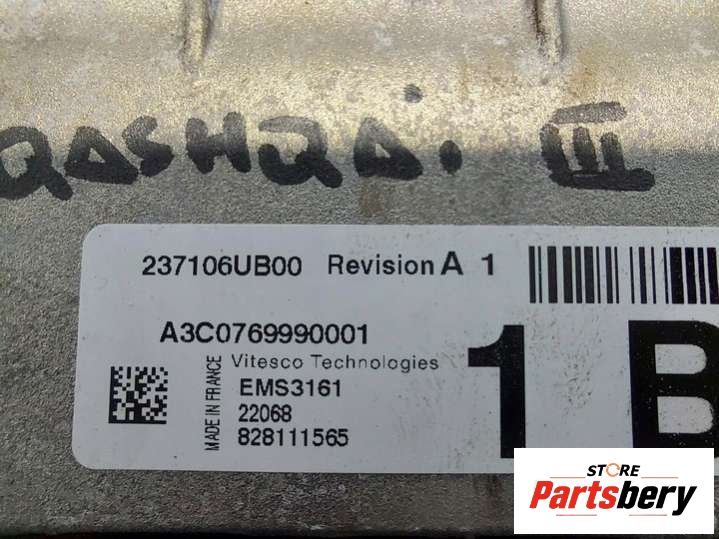 QASHQAi III
237106UB00 Revision A 1
A3C0769990001
Vitesco Technologies
MADE IN FRANCE
EMS3161
22068
828111565
1 B
STORE
Partsbery